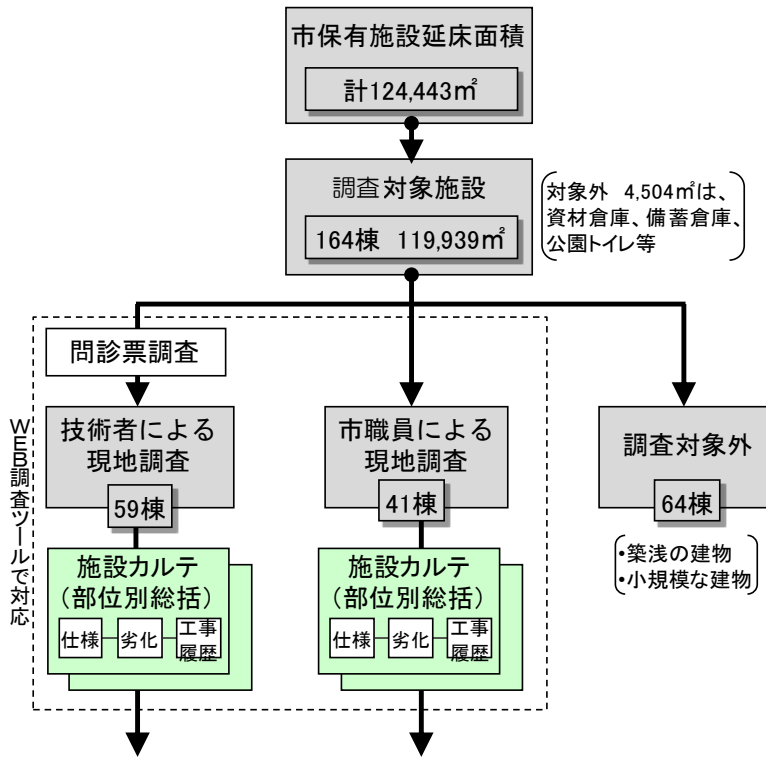 市保有施設延床面積
計124,443㎡
調査対象施設
164棟 119,939㎡
対象外 4,504㎡は、
資材倉庫、備蓄倉庫、
公園トイレ等
問診票調査
WEB調査ツールで対応
技術者による
現地調査
59棟
市職員による
現地調査
41棟
調査対象外
64棟
•築浅の建物
•小規模な建物
施設カルテ
（部位別総括）
仕様
劣化
工事
履歴
施設カルテ
（部位別総括）
仕様
劣化
工事
履歴